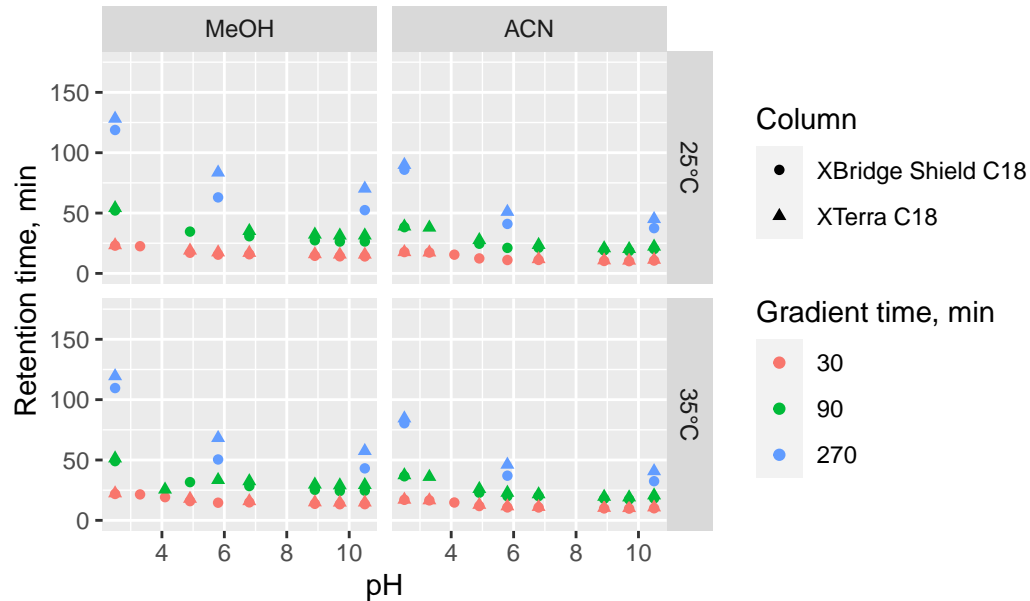 MeOH
ACN
150
100
50
0
25°C
150
100
50
0
35°C
4
6
8
10
4
6
8
10
pH
Retention time, min
Column
XBridge Shield C18
XTerra C18
Gradient time, min
30
90
270